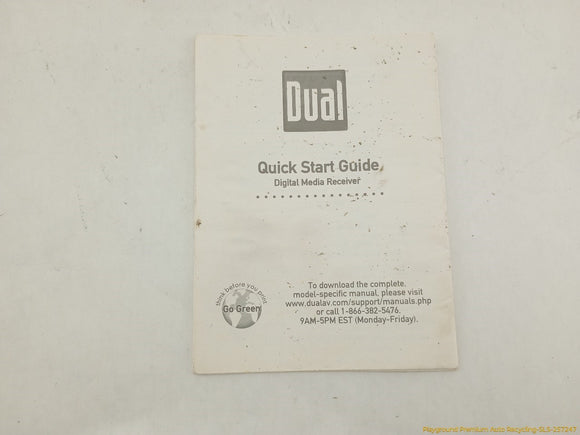 Dual
Quick Start Guide
Digital Media Receiver
think before you print
Go Green
To download the complete,
model-specific manual, please visit
www.dualav.com/support/manuals.php
or call 1-866-382-5476.
9AM-5PM EST (Monday-Friday).
Playground Premium Auto Recycling-SLS-257247